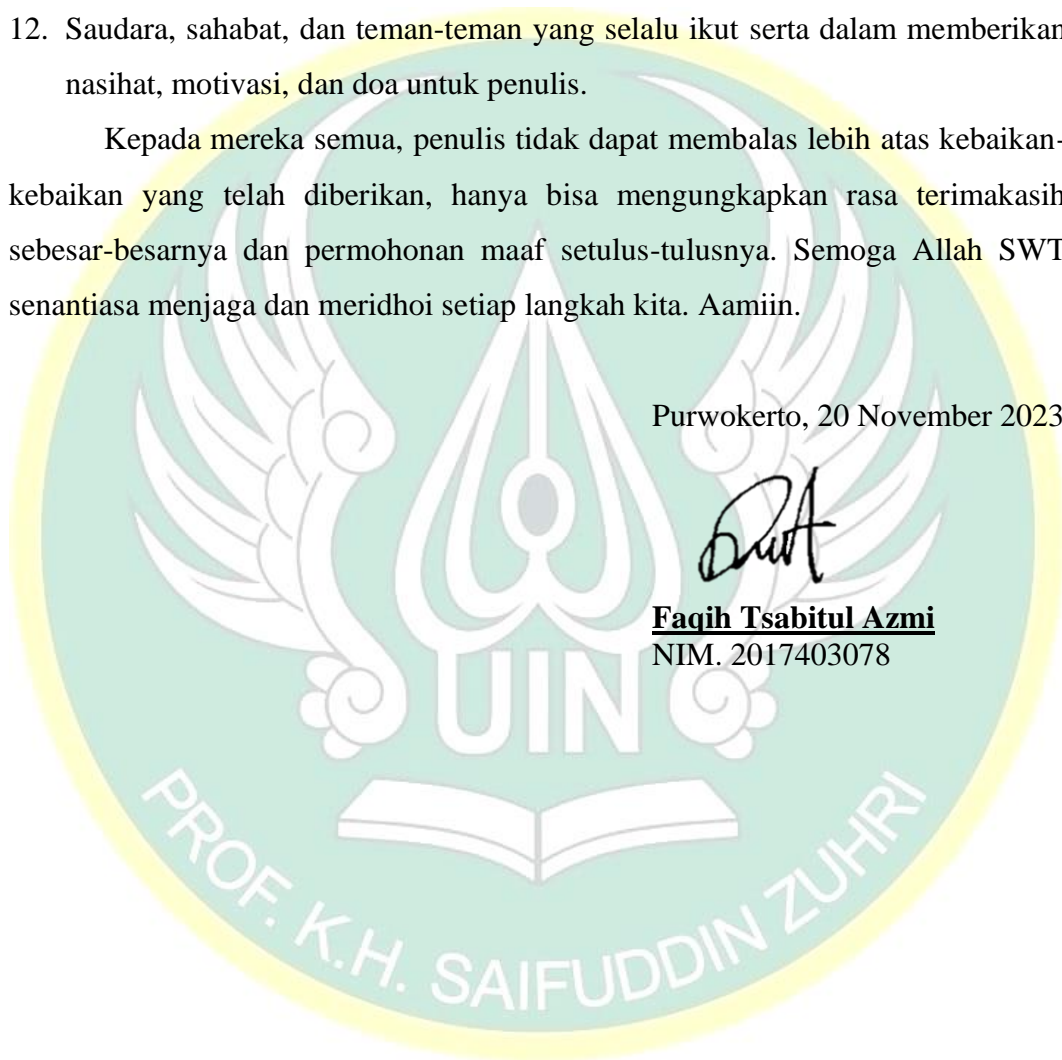 12. Saudara, sahabat, dan teman-teman yang selalu ikut serta dalam memberikan
nasihat, motivasi, dan doa untuk penulis.
Kepada mereka semua, penulis tidak dapat membalas lebih atas kebaikan-
kebaikan yang telah diberikan, hanya bisa mengungkapkan rasa terimakasih
sebesar-besarnya dan permohonan maaf setulus-tulusnya. Semoga Allah SWT
senantiasa menjaga dan meridhoi setiap langkah kita. Aamiin.
Purwokerto, 20 November 2023
Faqih Tsabitul Azmi
NIM. 2017403078
UIN
PROF. K.H. SAIFUDDIN ZUHRI